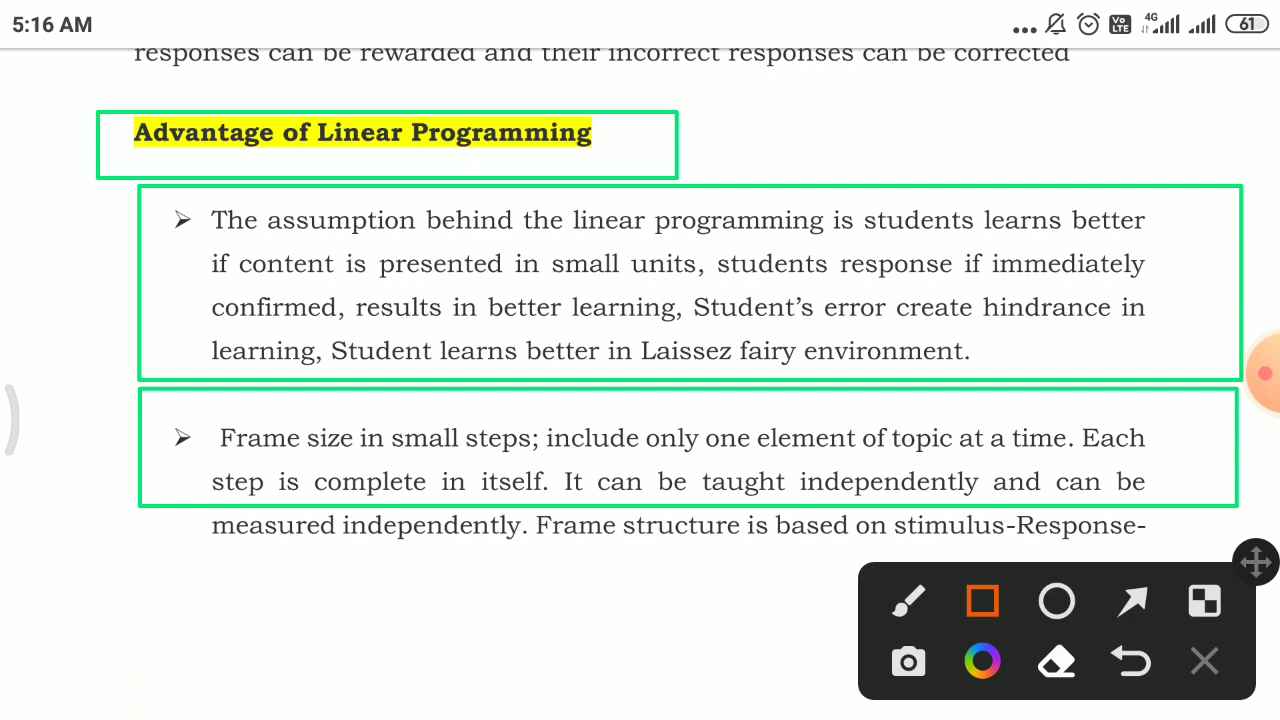 5:16 AM
... Vo LTE 4G 61
responses can be rewarded and their incorrect responses can be corrected
Advantage of Linear Programming
➢ The assumption behind the linear programming is students learns better
if content is presented in small units, students response if immediately
confirmed, results in better learning, Student’s error create hindrance in
learning, Student learns better in Laissez fairy environment.
➢ Frame size in small steps; include only one element of topic at a time. Each
step is complete in itself. It can be taught independently and can be
measured independently. Frame structure is based on stimulus-Response-